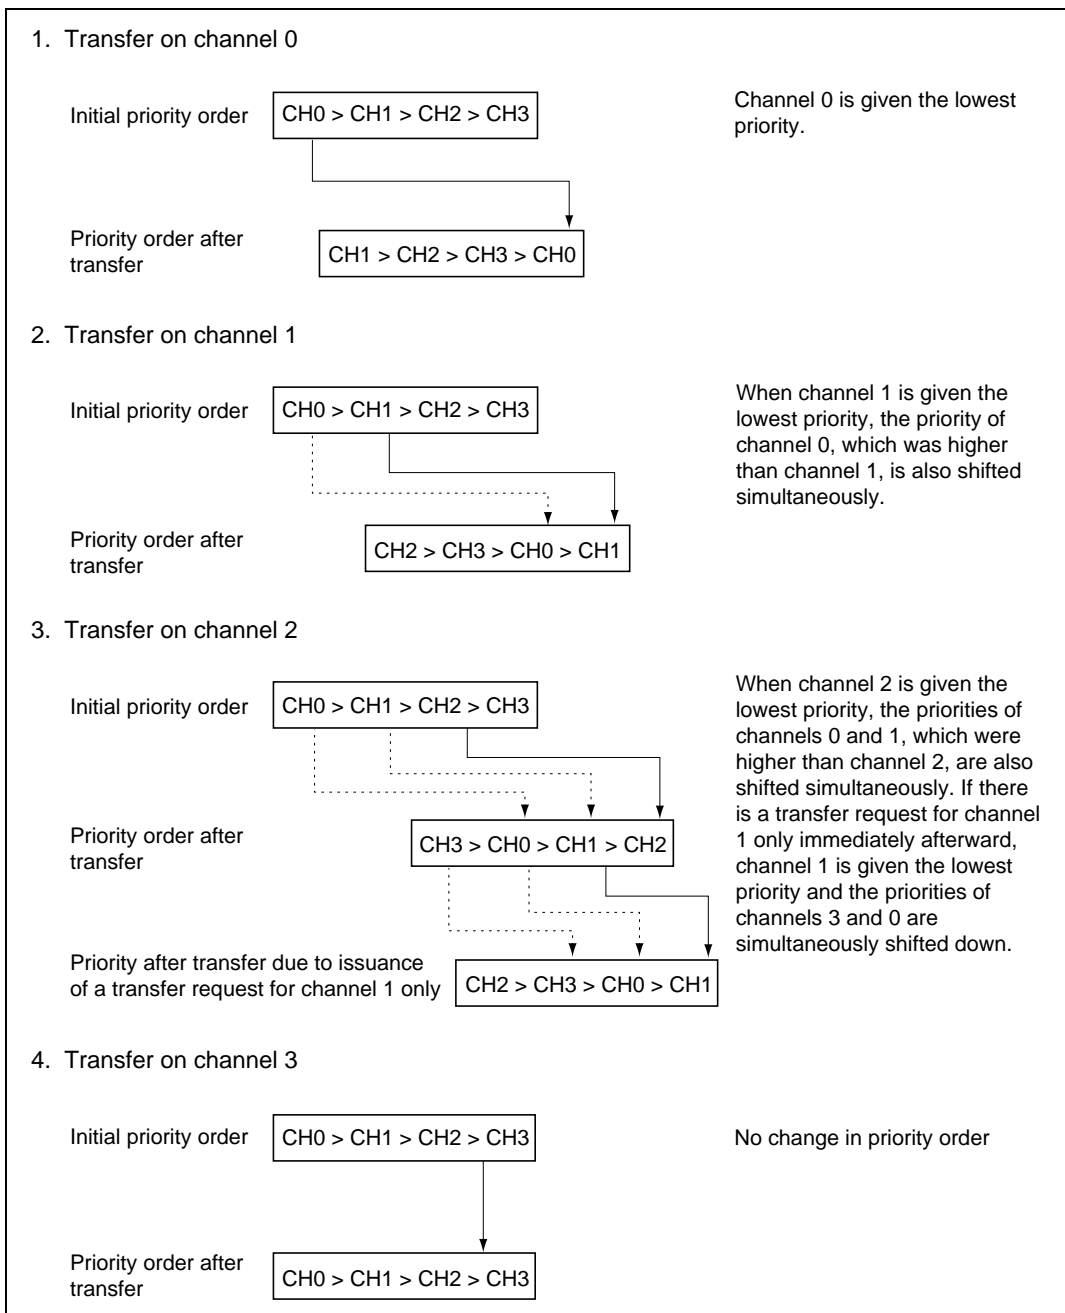 1. Transfer on channel 0
Initial priority order
CH0 > CH1 > CH2 > CH3
Channel 0 is given the lowest
priority.
Priority order after
transfer
CH1 > CH2 > CH3 > CH0
2. Transfer on channel 1
Initial priority order
CH0 > CH1 > CH2 > CH3
When channel 1 is given the
lowest priority, the priority of
channel 0, which was higher
than channel 1, is also shifted
simultaneously.
Priority order after
transfer
CH2 > CH3 > CH0 > CH1
3. Transfer on channel 2
Initial priority order
CH0 > CH1 > CH2 > CH3
When channel 2 is given the
lowest priority, the priorities of
channels 0 and 1, which were
higher than channel 2, are also
shifted simultaneously. If there
is a transfer request for channel
1 only immediately afterward,
channel 1 is given the lowest
priority and the priorities of
channels 3 and 0 are
simultaneously shifted down.
Priority order after
transfer
CH3 > CH0 > CH1 > CH2
Priority after transfer due to issuance
of a transfer request for channel 1 only
CH2 > CH3 > CH0 > CH1
4. Transfer on channel 3
Initial priority order
CH0 > CH1 > CH2 > CH3
No change in priority order
Priority order after
transfer
CH0 > CH1 > CH2 > CH3